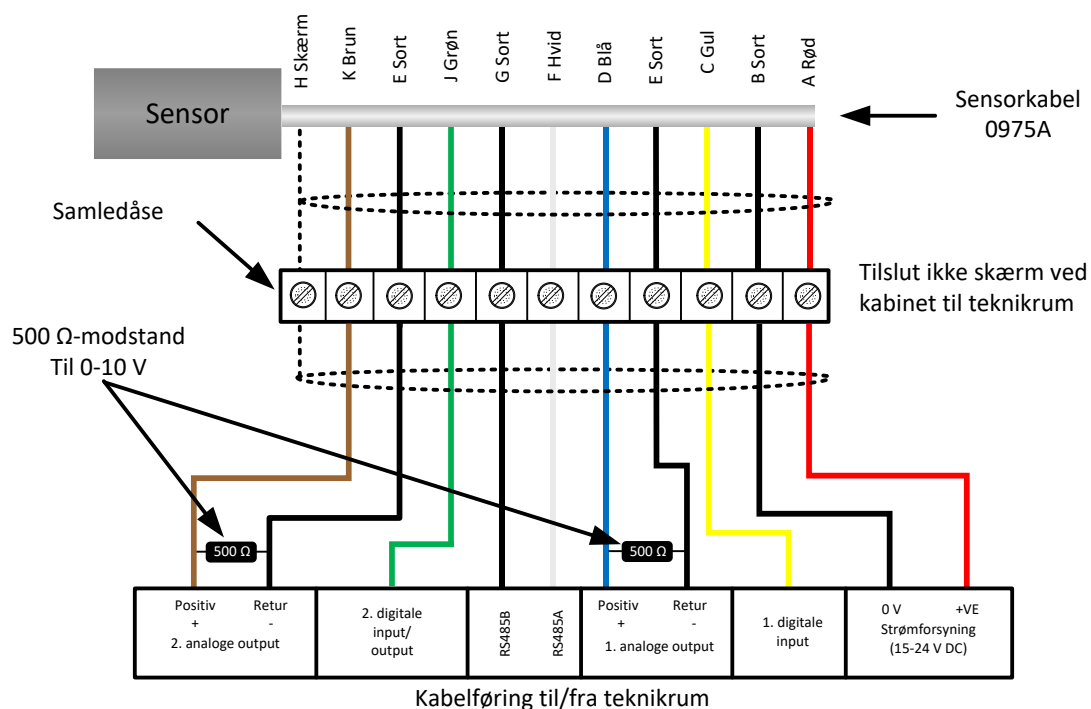 H Skærm
K Brun
E Sort
J Grøn
G Sort
F Hvid
D Blå
E Sort
C Gul
B Sort
A Rød
Sensor
Sensorkabel
0975A
Samledåse
Tilslut ikke skærm ved
kabinet til teknikrum
500 Ω-modstand
Til 0-10 V
500 Ω
500 Ω
Positiv
+
Retur
-
2. analoge output
2. digitale
input/
output
RS485B
RS485A
Positiv
+
Retur
-
1. analoge output
1. digitale
input
0 V
+VE
Strømforsyning
(15-24 V DC)
Kabelføring til/fra teknikrum